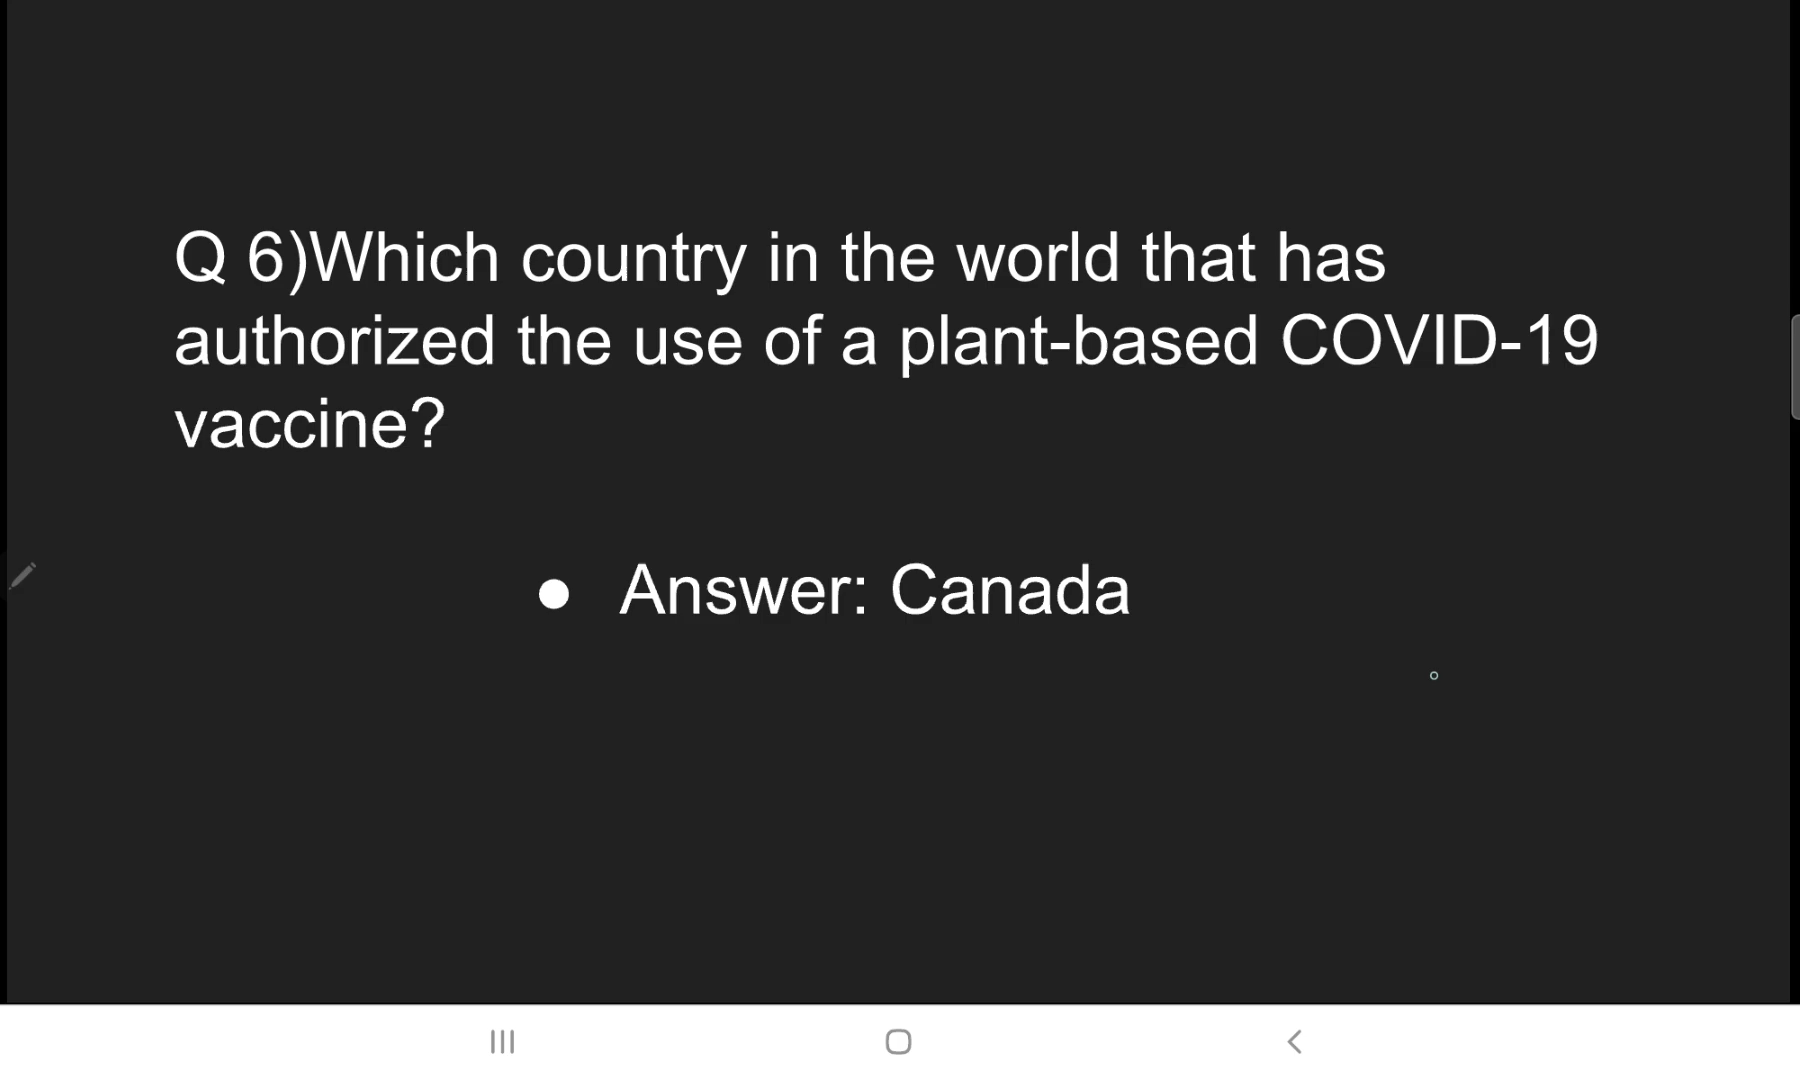 Q 6)Which country in the world that has
authorized the use of a plant-based COVID-19
vaccine?
● Answer: Canada